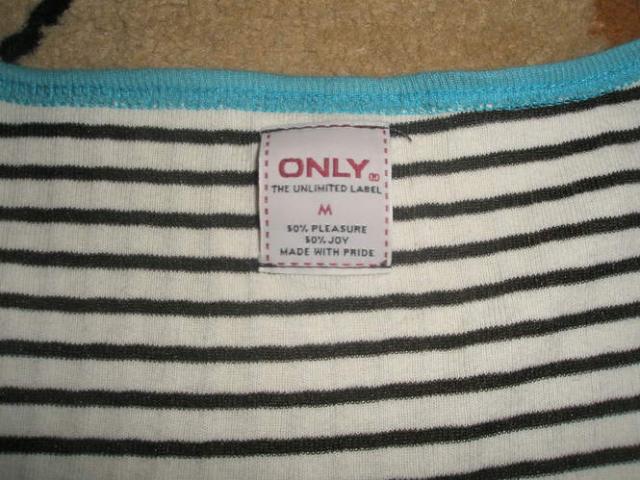 ONLY®
THE UNLIMITED LABEL
M
50% PLEASURE
50% JOY
MADE WITH PRIDE